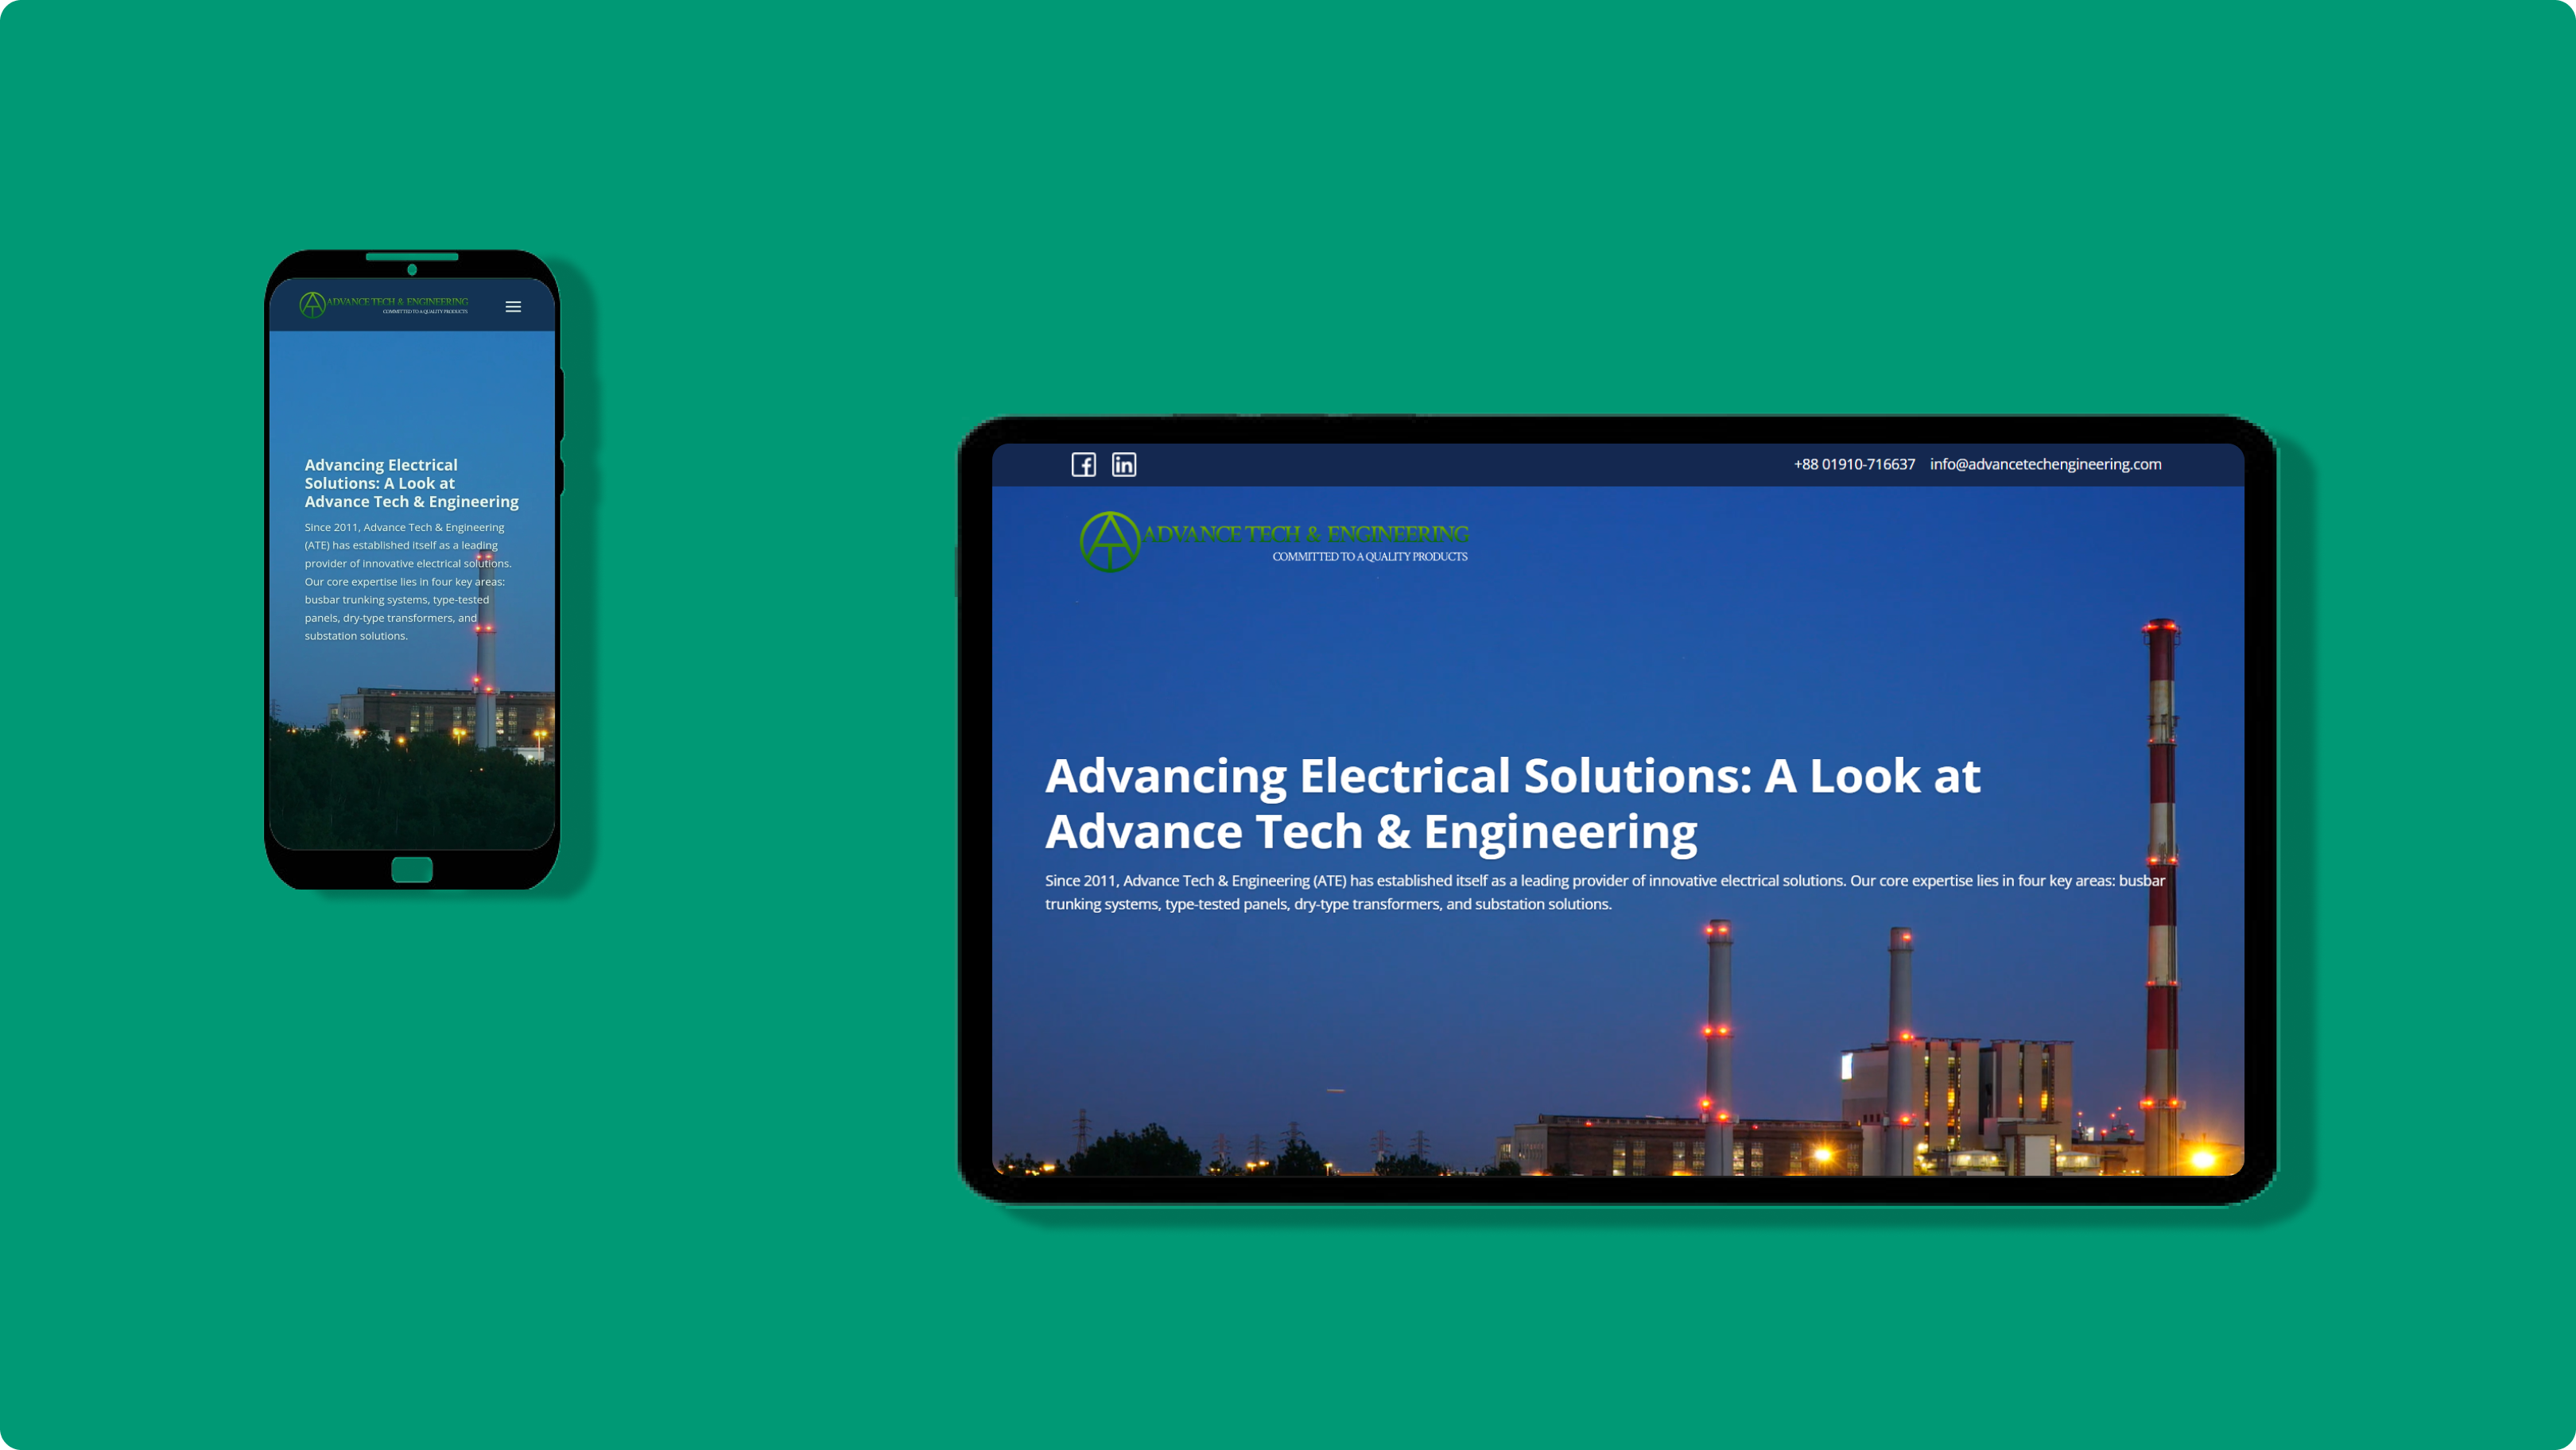 ADVANCE TECH & ENGINEERING
COMMITTED TO A QUALITY PRODUCTS
Advancing Electrical
Solutions: A Look at
Advance Tech & Engineering
Since 2011, Advance Tech & Engineering
(ATE) has established itself as a leading
provider of innovative electrical solutions.
Our core expertise lies in four key areas:
busbar trunking systems, type-tested
panels, dry-type transformers, and
substation solutions.
+88 01910-716637 info@advancetechengineering.com
ADVANCE TECH & ENGINEERING
COMMITTED TO A QUALITY PRODUCTS
Advancing Electrical Solutions: A Look at
Advance Tech & Engineering
Since 2011, Advance Tech & Engineering (ATE) has established itself as a leading provider of innovative electrical solutions. Our core expertise lies in four key areas: busbar
trunking systems, type-tested panels, dry-type transformers, and substation solutions.